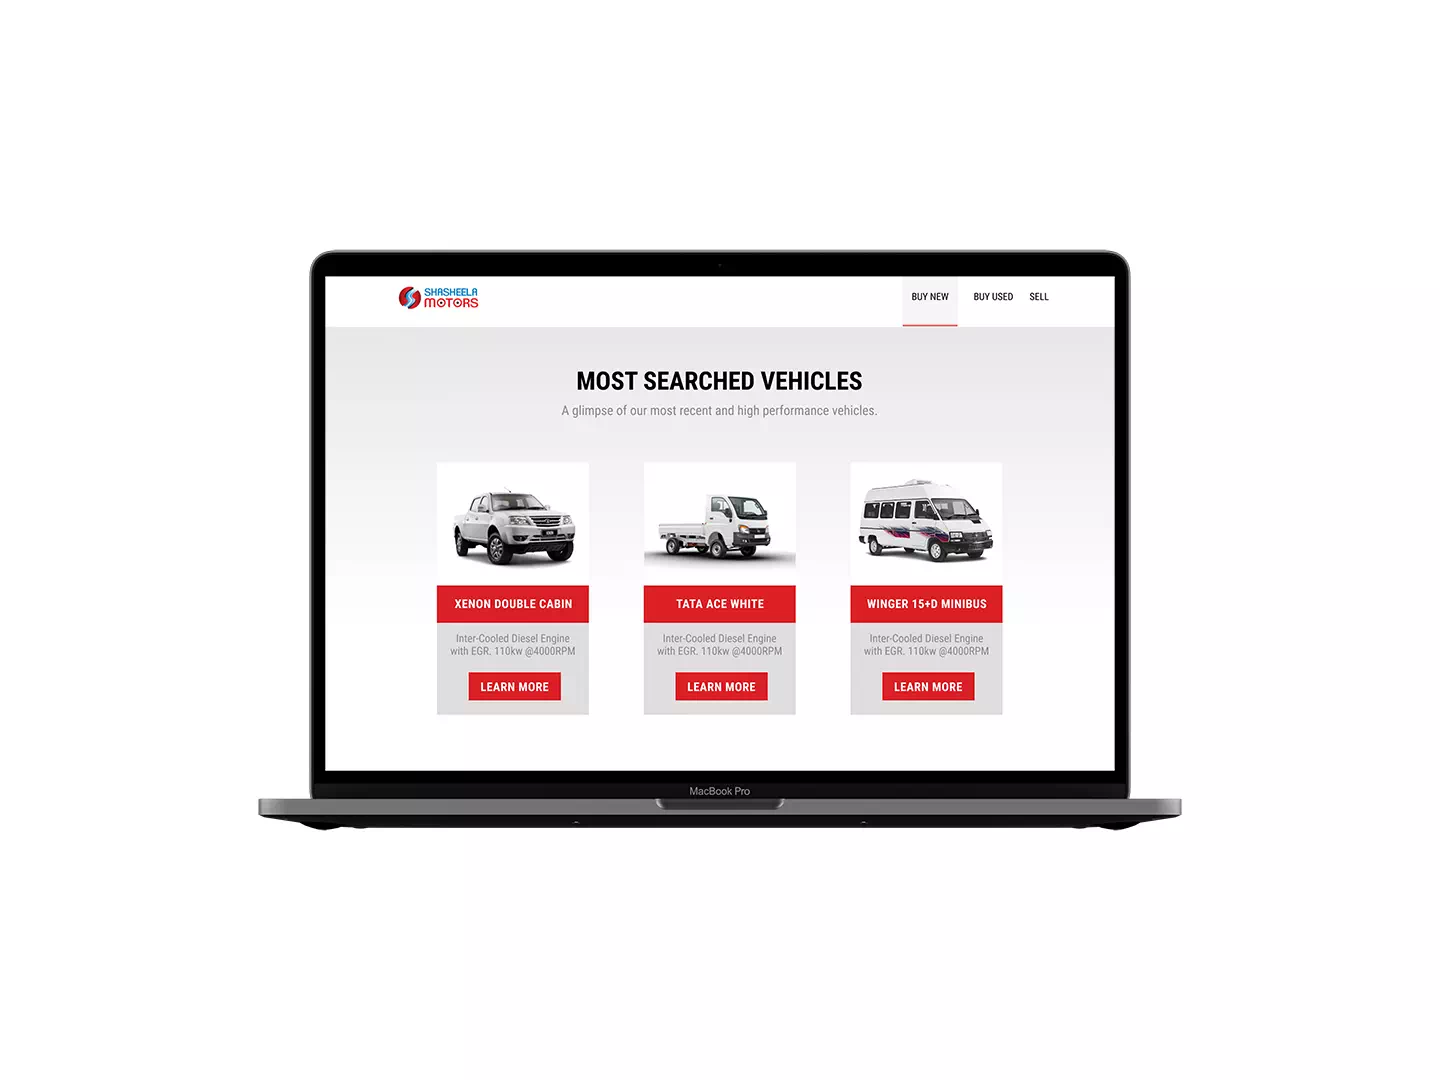 SHASHEELA
MOTORS
BUY NEW
BUY USED
SELL
MOST SEARCHED VEHICLES
A glimpse of our most recent and high performance vehicles.
XENON DOUBLE CABIN
Inter-Cooled Diesel Engine
with EGR. 110kw @4000RPM
LEARN MORE
TATA ACE WHITE
Inter-Cooled Diesel Engine
with EGR. 110kw @4000RPM
LEARN MORE
WINGER 15+D MINIBUS
Inter-Cooled Diesel Engine
with EGR. 110kw @4000RPM
LEARN MORE
MacBook Pro